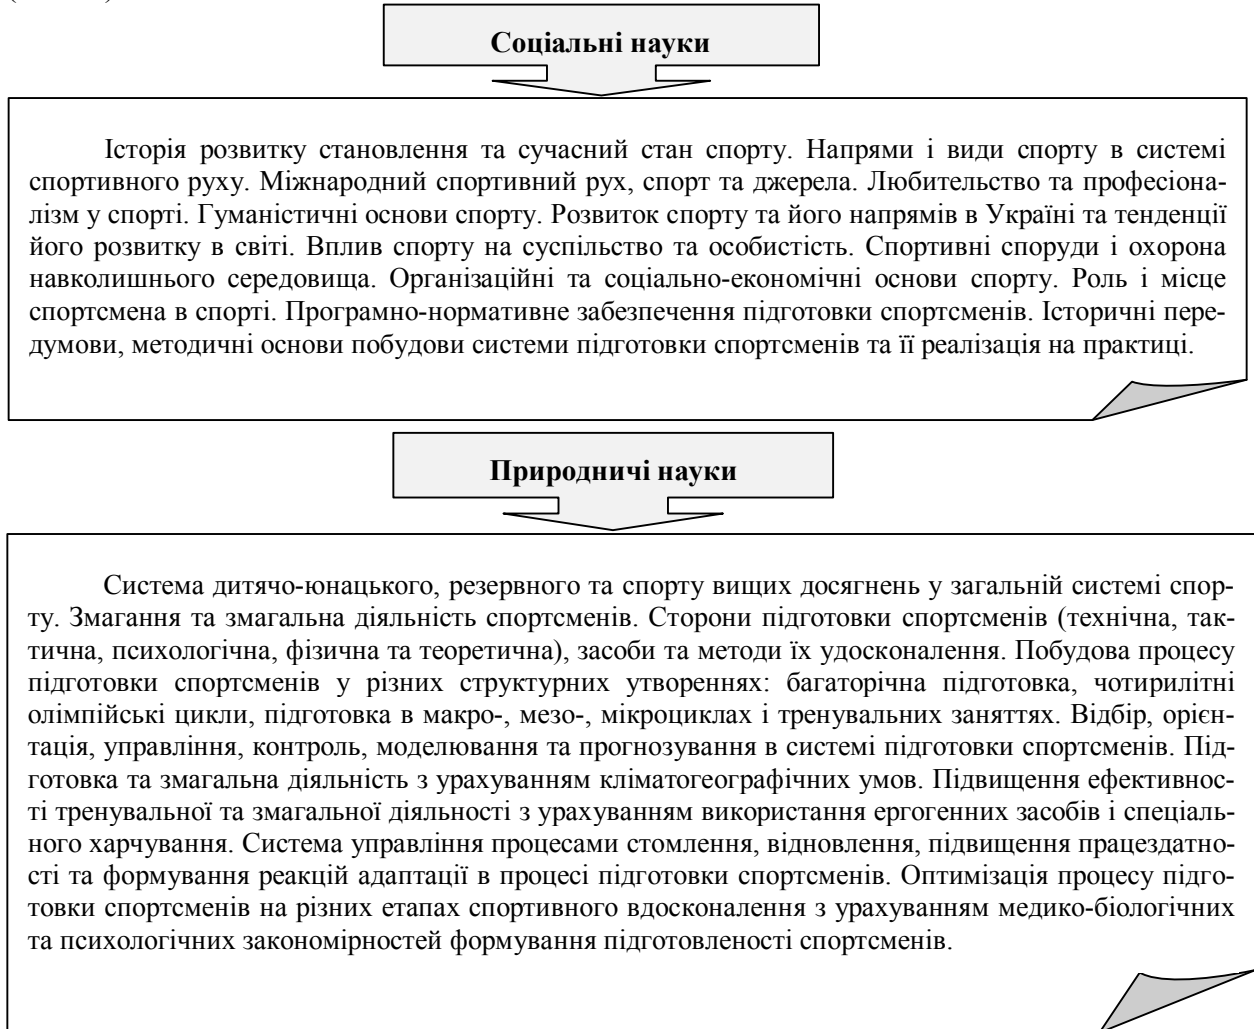 Соціальні науки
Історія розвитку становлення та сучасний стан спорту. Напрями і види спорту в системі
спортивного руху. Міжнародний спортивний рух, спорт та джерела. Любительство та професіона-
лізм у спорті. Гуманістичні основи спорту. Розвиток спорту та його напрямів в Україні та тенденції
його розвитку в світі. Вплив спорту на суспільство та особистість. Спортивні споруди і охорона
навколишнього середовища. Організаційні та соціально-економічні основи спорту. Роль і місце
спортсмена в спорті. Програмно-нормативне забезпечення підготовки спортсменів. Історичні пере-
думови, методичні основи побудови системи підготовки спортсменів та її реалізація на практиці.
Природничі науки
Система дитячо-юнацького, резервного та спорту вищих досягнень у загальній системі спор-
ту. Змагання та змагальна діяльність спортсменів. Сторони підготовки спортсменів (технічна, так-
тична, психологічна, фізична та теоретична), засоби та методи їх удосконалення. Побудова процесу
підготовки спортсменів у різних структурних утвореннях: багаторічна підготовка, чотирилітні
олімпійські цикли, підготовка в макро-, мезо-, мікроциклах і тренувальних заняттях. Відбір, орієн-
тація, управління, контроль, моделювання та прогнозування в системі підготовки спортсменів. Під-
готовка та змагальна діяльність з урахуванням кліматогеографічних умов. Підвищення ефективнос-
ті тренувальної та змагальної діяльності з урахуванням використання ергогенних засобів і спеціаль-
ного харчування. Система управління процесами стомлення, відновлення, підвищення працездатно-
сті та формування реакцій адаптації в процесі підготовки спортсменів. Оптимізація процесу підго-
товки спортсменів на різних етапах спортивного вдосконалення з урахуванням медико-біологічних
та психологічних закономірностей формування підготовленості спортсменів.